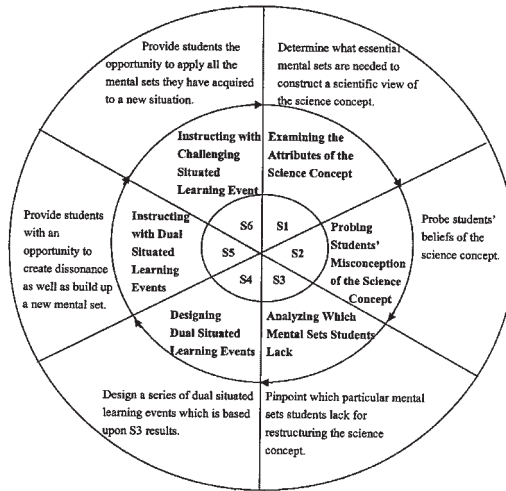 Provide students the
opportunity to apply all the
mental sets they have acquired
to a new situation.
Determine what essential
mental sets are needed to
construct a scientific view of
the science concept.
Instructing with
Challenging
Situated
Learning Event
Examining the
Attributes of the
Science Concept
Provide students
with an
opportunity to
create dissonance
as well as build up
a new mental set.
Instructing
with Dual
Situated
Learning
Events
S6
S1
S5
S2
S4
S3
Probing
Students'
Misconception
of the Science
Concept
Probe students'
beliefs of the
science concept.
Designing
Dual Situated
Learning Events
Analyzing Which
Mental Sets Students
Lack
Design a series of dual situated
learning events which is based
upon S3 results.
Pinpoint which particular mental
sets students lack for
restructuring the science
concept.